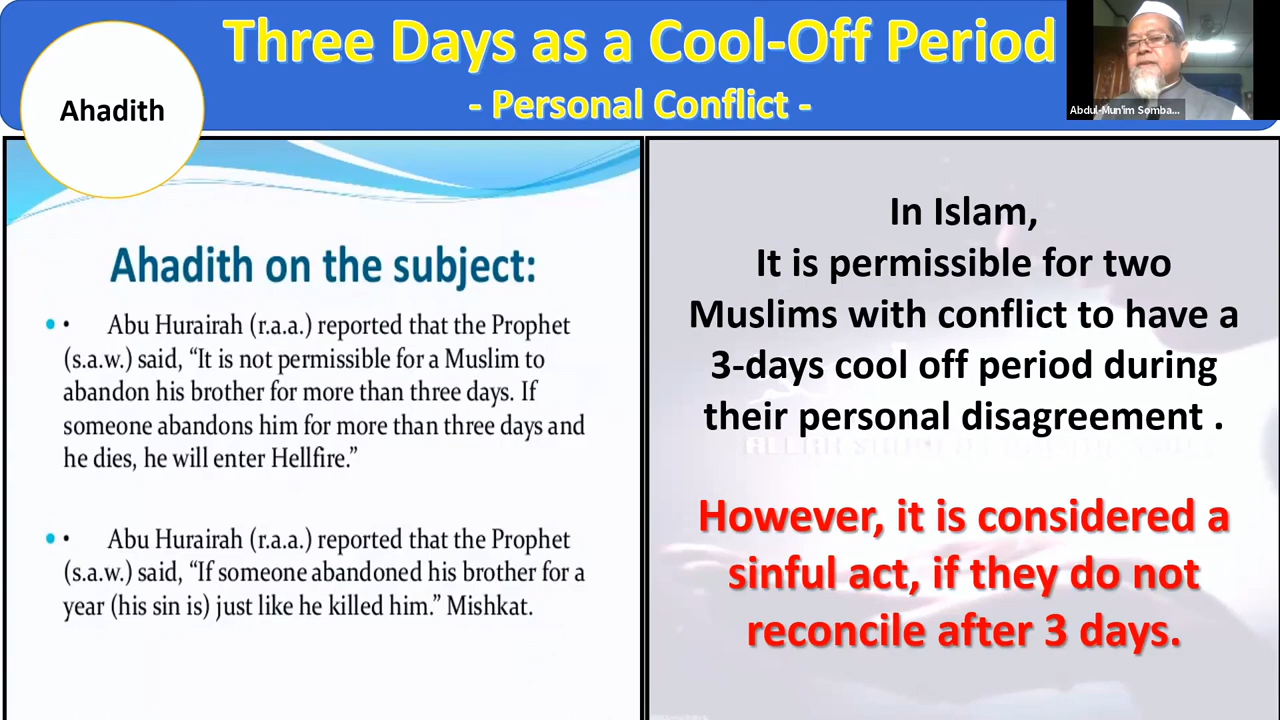 Three Days as a Cool-Off Period
- Personal Conflict -
Abdul-Mun'im Somba...
Ahadith
Ahadith on the subject:
• • Abu Hurairah (r.a.a.) reported that the Prophet
(s.a.w.) said, “It is not permissible for a Muslim to
abandon his brother for more than three days. If
someone abandons him for more than three days and
he dies, he will enter Hellfire.”
• • Abu Hurairah (r.a.a.) reported that the Prophet
(s.a.w.) said, “If someone abandoned his brother for a
year (his sin is) just like he killed him.” Mishkat.
In Islam,
It is permissible for two
Muslims with conflict to have a
3-days cool off period during
their personal disagreement .
However, it is considered a
sinful act, if they do not
reconcile after 3 days.